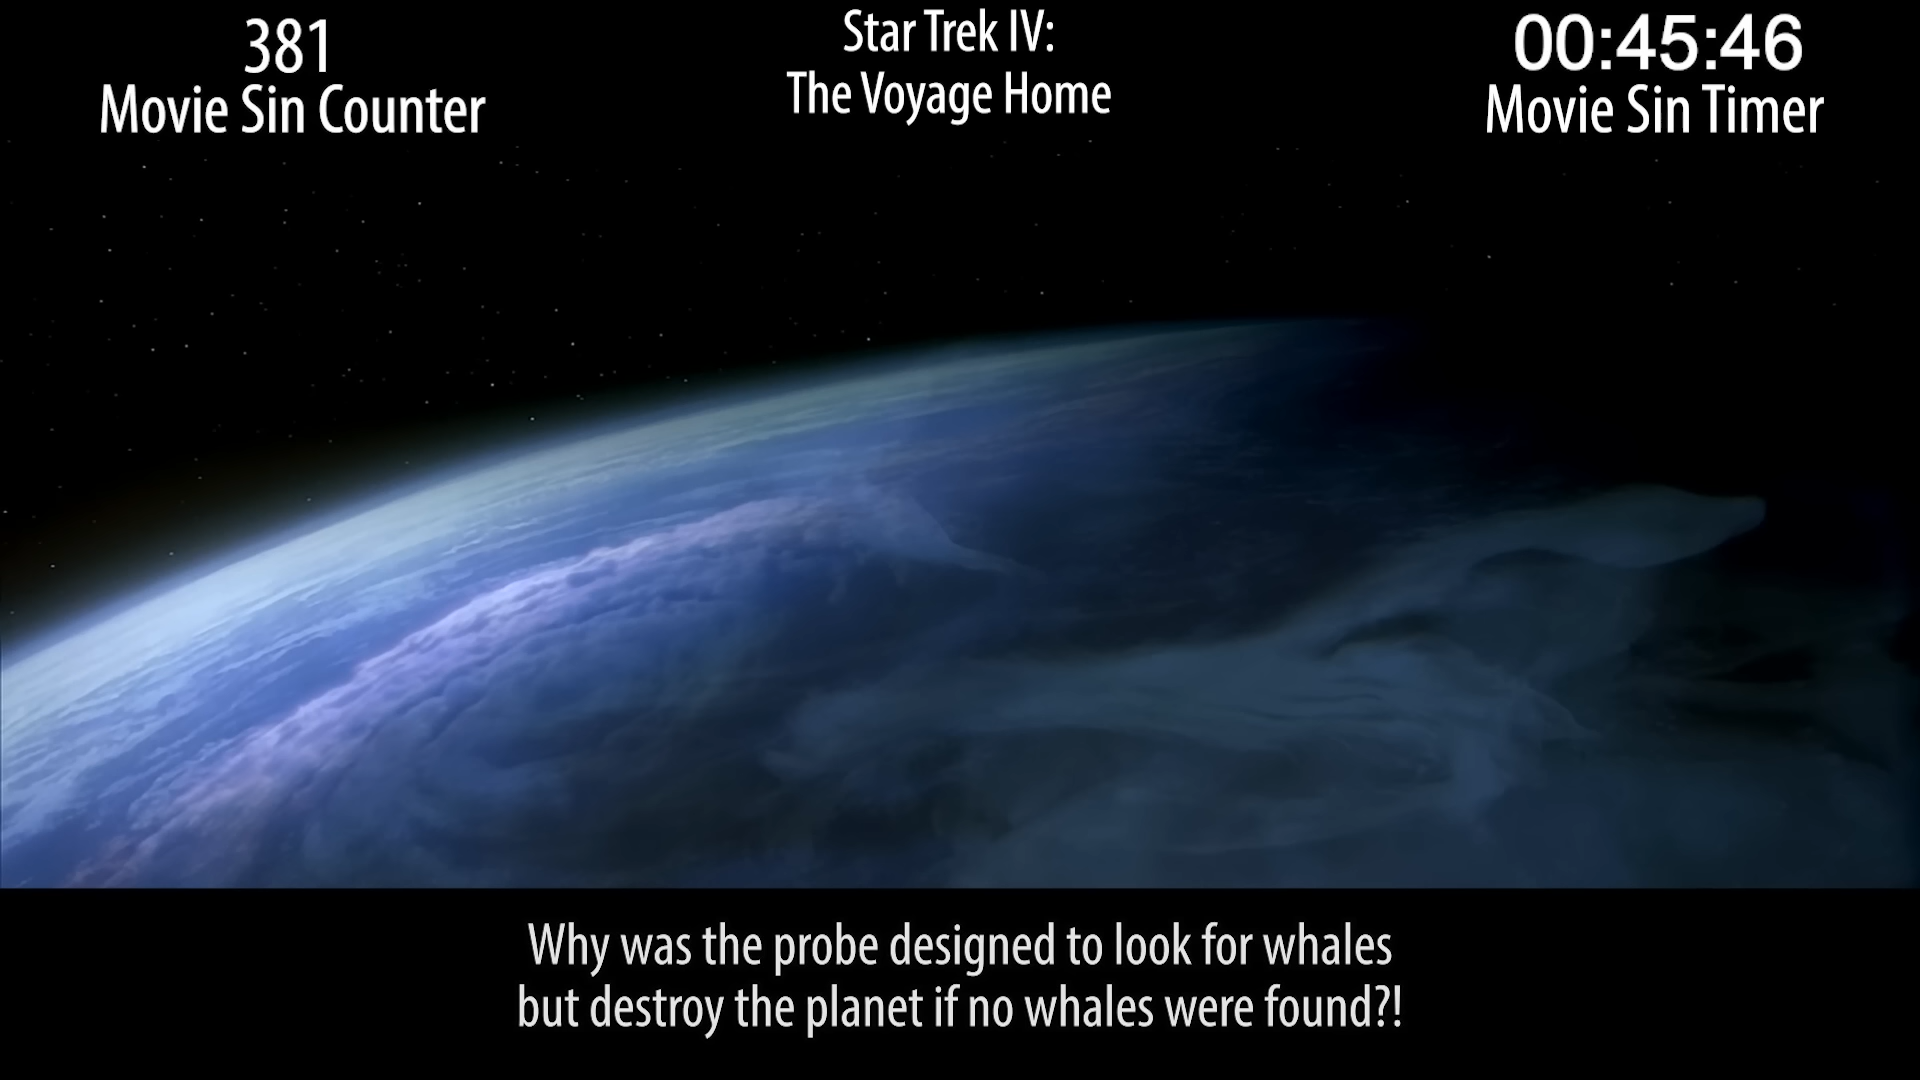 381
Movie Sin Counter
Star Trek IV:
The Voyage Home
00:45:46
Movie Sin Timer
Why was the probe designed to look for whales
but destroy the planet if no whales were found?!